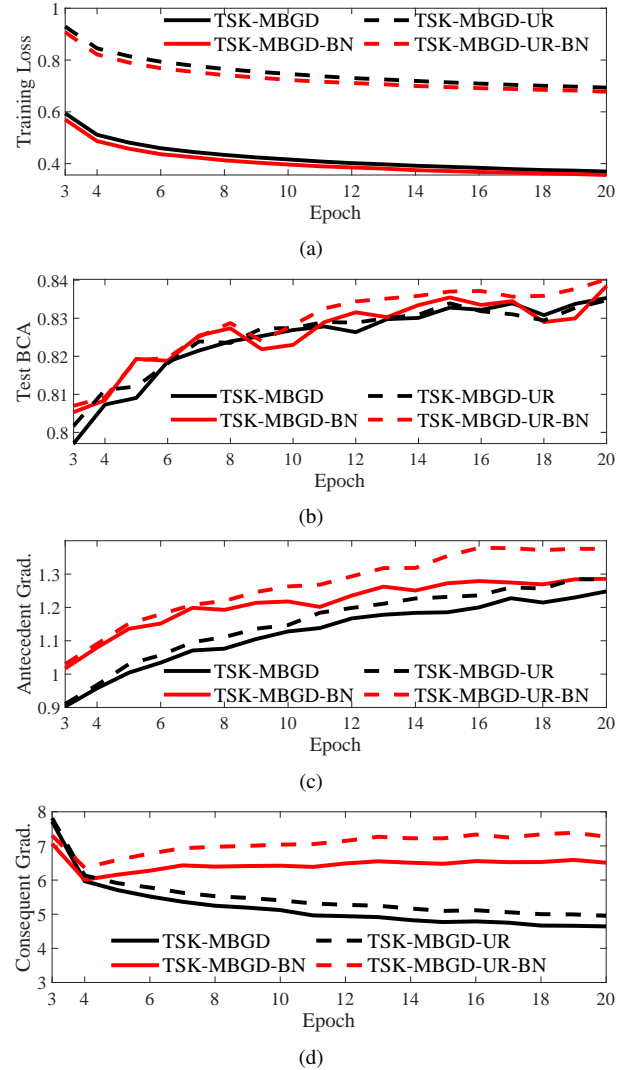 TSK-MBGD TSK-MBGD-UR
TSK-MBGD-BN TSK-MBGD-UR-BN
Training Loss
1
0.8
0.6
0.4
3 4 6 8 10 12 14 16 18 20
Epoch
(a)
Test BCA
0.84
0.83
0.82
0.81
0.8
TSK-MBGD TSK-MBGD-UR
TSK-MBGD-BN TSK-MBGD-UR-BN
3 4 6 8 10 12 14 16 18 20
Epoch
(b)
Antecedent Grad.
1.3
1.2
1.1
1
0.9
TSK-MBGD TSK-MBGD-UR
TSK-MBGD-BN TSK-MBGD-UR-BN
3 4 6 8 10 12 14 16 18 20
Epoch
(c)
Consequent Grad.
8
7
6
5
4
3
TSK-MBGD TSK-MBGD-UR
TSK-MBGD-BN TSK-MBGD-UR-BN
3 4 6 8 10 12 14 16 18 20
Epoch
(d)